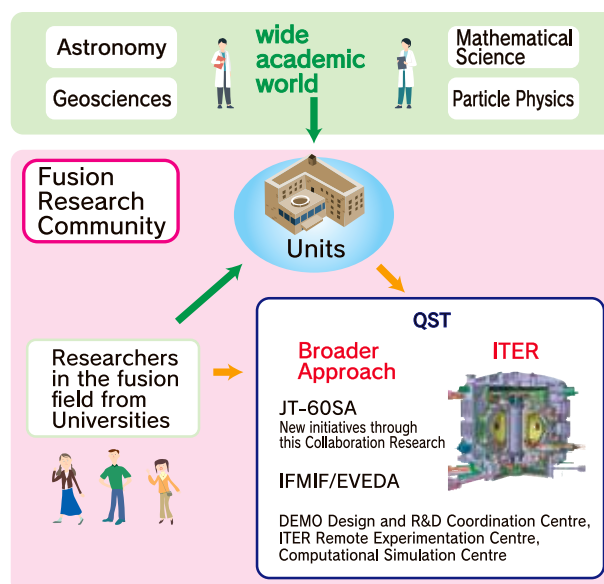 Astronomy
Geosciences
wide
academic
world
Mathematical
Science
Particle Physics
Fusion
Research
Community
Units
Researchers
in the fusion
field from
Universities
QST
Broader
Approach
ITER
JT-60SA
New initiatives through
this Collaboration Research
IFMIF/EVEDA
DEMO Design and R&D Coordination Centre,
ITER Remote Experimentation Centre,
Computational Simulation Centre